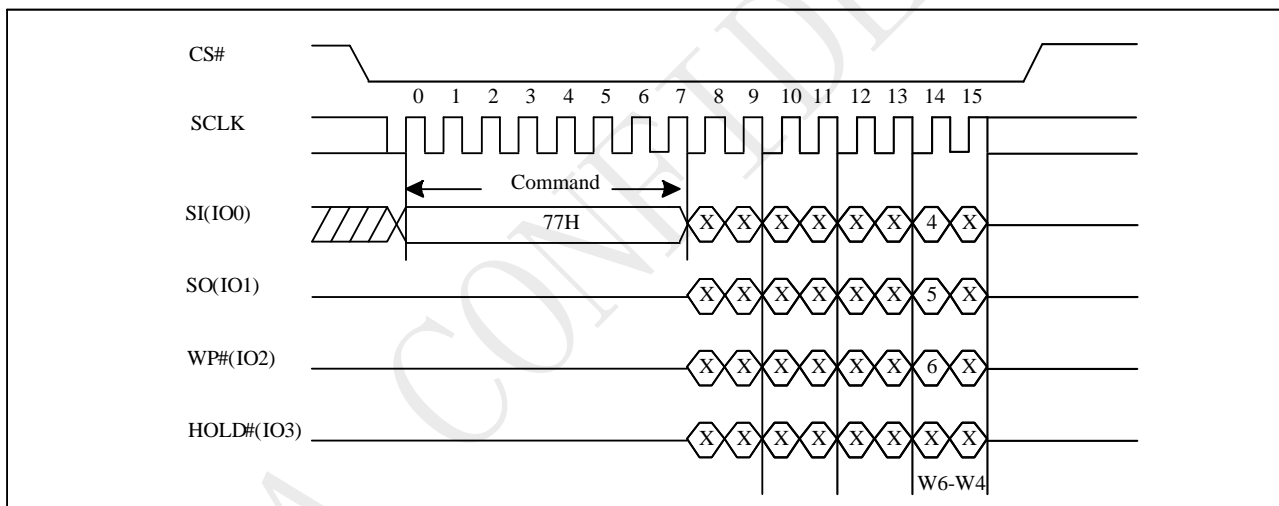 CS#
0 1 2 3 4 5 6 7 8 9 10 11 12 13 14 15
SCLK
Command
SI(IO0) 77H X X X X X X 4 X
SO(IO1) X X X X X X 5 X
WP#(IO2) X X X X X X 6 X
HOLD#(IO3) X X X X X X X X
W6-W4